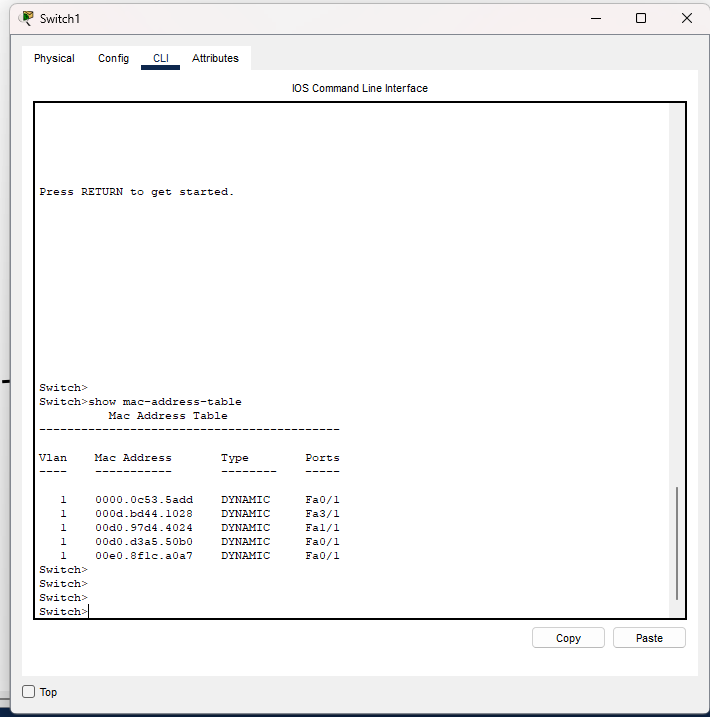 Switch1
Physical Config CLI Attributes
IOS Command Line Interface
Press RETURN to get started.
Switch>
Switch>show mac-address-table
Mac Address Table
-------------------------------------------
Vlan Mac Address Type Ports
---- ----------- -------- -----
1 0000.0c53.5add DYNAMIC Fa0/1
1 000d.bd44.1028 DYNAMIC Fa3/1
1 00d0.97d4.4024 DYNAMIC Fa1/1
1 00d0.d3a5.50b0 DYNAMIC Fa0/1
1 00e0.8f1c.a0a7 DYNAMIC Fa0/1
Switch>
Switch>
Switch>
Switch>
Copy Paste
Top